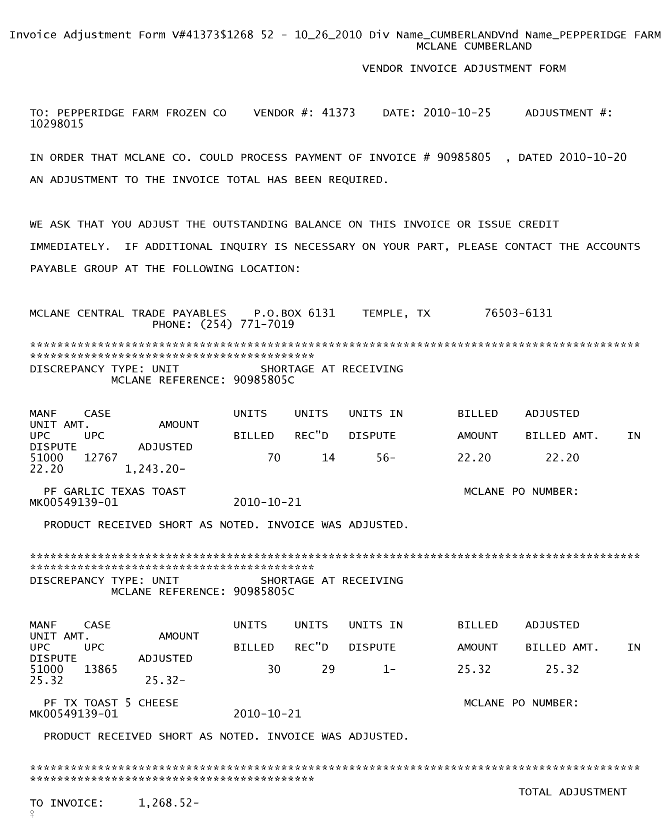 Invoice Adjustment Form V#41373$1268 52 - 10_26_2010 Div Name_CUMBERLANDVnd Name_PEPPERIDGE FARM
MCLANE CUMBERLAND
VENDOR INVOICE ADJUSTMENT FORM
TO: PEPPERIDGE FARM FROZEN CO VENDOR #: 41373 DATE: 2010-10-25 ADJUSTMENT #:
10298015
IN ORDER THAT MCLANE CO. COULD PROCESS PAYMENT OF INVOICE # 90985805 , DATED 2010-10-20
AN ADJUSTMENT TO THE INVOICE TOTAL HAS BEEN REQUIRED.
WE ASK THAT YOU ADJUST THE OUTSTANDING BALANCE ON THIS INVOICE OR ISSUE CREDIT
IMMEDIATELY. IF ADDITIONAL INQUIRY IS NECESSARY ON YOUR PART, PLEASE CONTACT THE ACCOUNTS
PAYABLE GROUP AT THE FOLLOWING LOCATION:
MCLANE CENTRAL TRADE PAYABLES P.O.BOX 6131 TEMPLE, TX 76503-6131
PHONE: (254) 771-7019
******************************************************************************************
******************************************
DISCREPANCY TYPE: UNIT SHORTAGE AT RECEIVING
MCLANE REFERENCE: 90985805C
MANF CASE UNITS UNITS UNITS IN BILLED ADJUSTED
UNIT AMT. AMOUNT
UPC UPC BILLED REC"D DISPUTE AMOUNT BILLED AMT. IN
DISPUTE ADJUSTED
51000 12767 70 14 56- 22.20 22.20
22.20 1,243.20-
PF GARLIC TEXAS TOAST MCLANE PO NUMBER:
MK00549139-01 2010-10-21
PRODUCT RECEIVED SHORT AS NOTED. INVOICE WAS ADJUSTED.
******************************************************************************************
******************************************
DISCREPANCY TYPE: UNIT SHORTAGE AT RECEIVING
MCLANE REFERENCE: 90985805C
MANF CASE UNITS UNITS UNITS IN BILLED ADJUSTED
UNIT AMT. AMOUNT
UPC UPC BILLED REC"D DISPUTE AMOUNT BILLED AMT. IN
DISPUTE ADJUSTED
51000 13865 30 29 1- 25.32 25.32
25.32 25.32-
PF TX TOAST 5 CHEESE MCLANE PO NUMBER:
MK00549139-01 2010-10-21
PRODUCT RECEIVED SHORT AS NOTED. INVOICE WAS ADJUSTED.
******************************************************************************************
******************************************
TOTAL ADJUSTMENT
TO INVOICE: 1,268.52-
♀